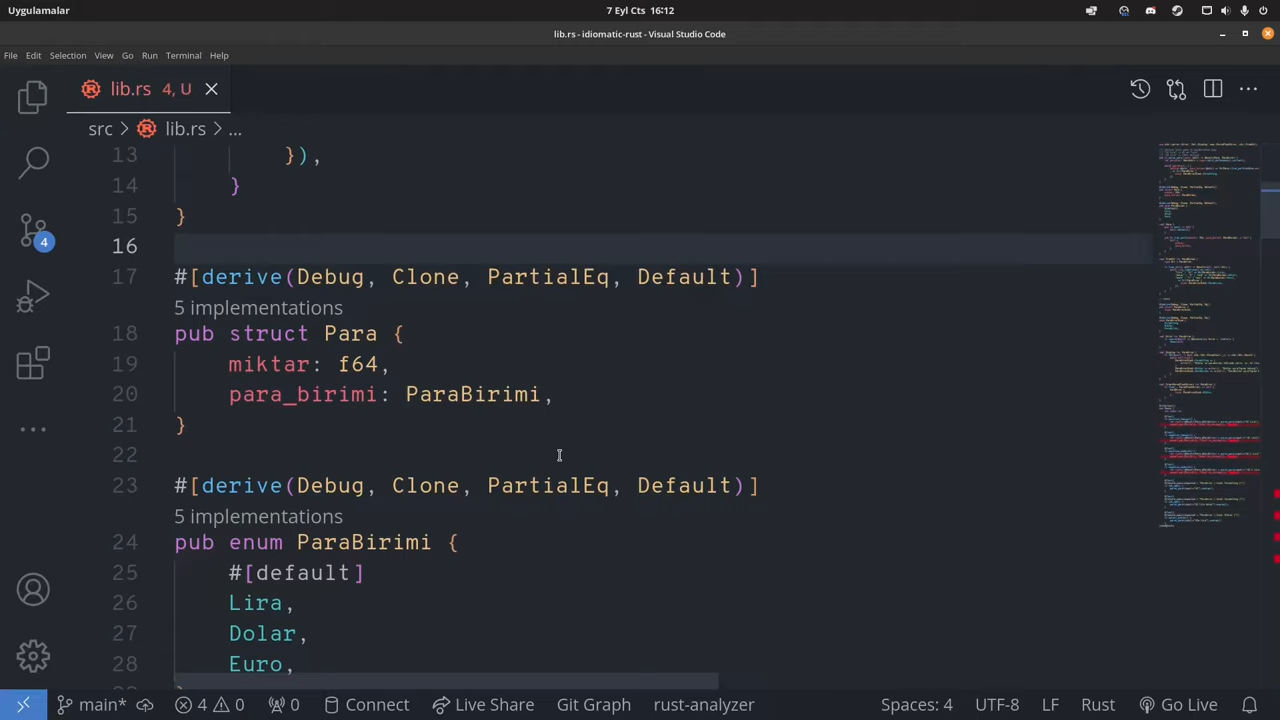 Uygulamalar
7 Eyl Cts 16:12
lib.rs - idiomatic-rust - Visual Studio Code
File Edit Selection View Go Run Terminal Help
lib.rs 4, U
src > lib.rs > ...
13 }),
14 }
15 }
16
17 #[derive(Debug, Clone, PartialEq, Default)]
5 implementations
18 pub struct Para {
19 miktar: f64,
20 para_birimi: ParaBirimi,
21 }
22
23 #[derive(Debug, Clone, PartialEq, Default)]
5 implementations
24 pub enum ParaBirimi {
25 #[default]
26 Lira,
27 Dolar,
28 Euro,
4
main* 4 0 0 Connect Live Share Git Graph rust-analyzer Spaces: 4 UTF-8 LF Rust Go Live